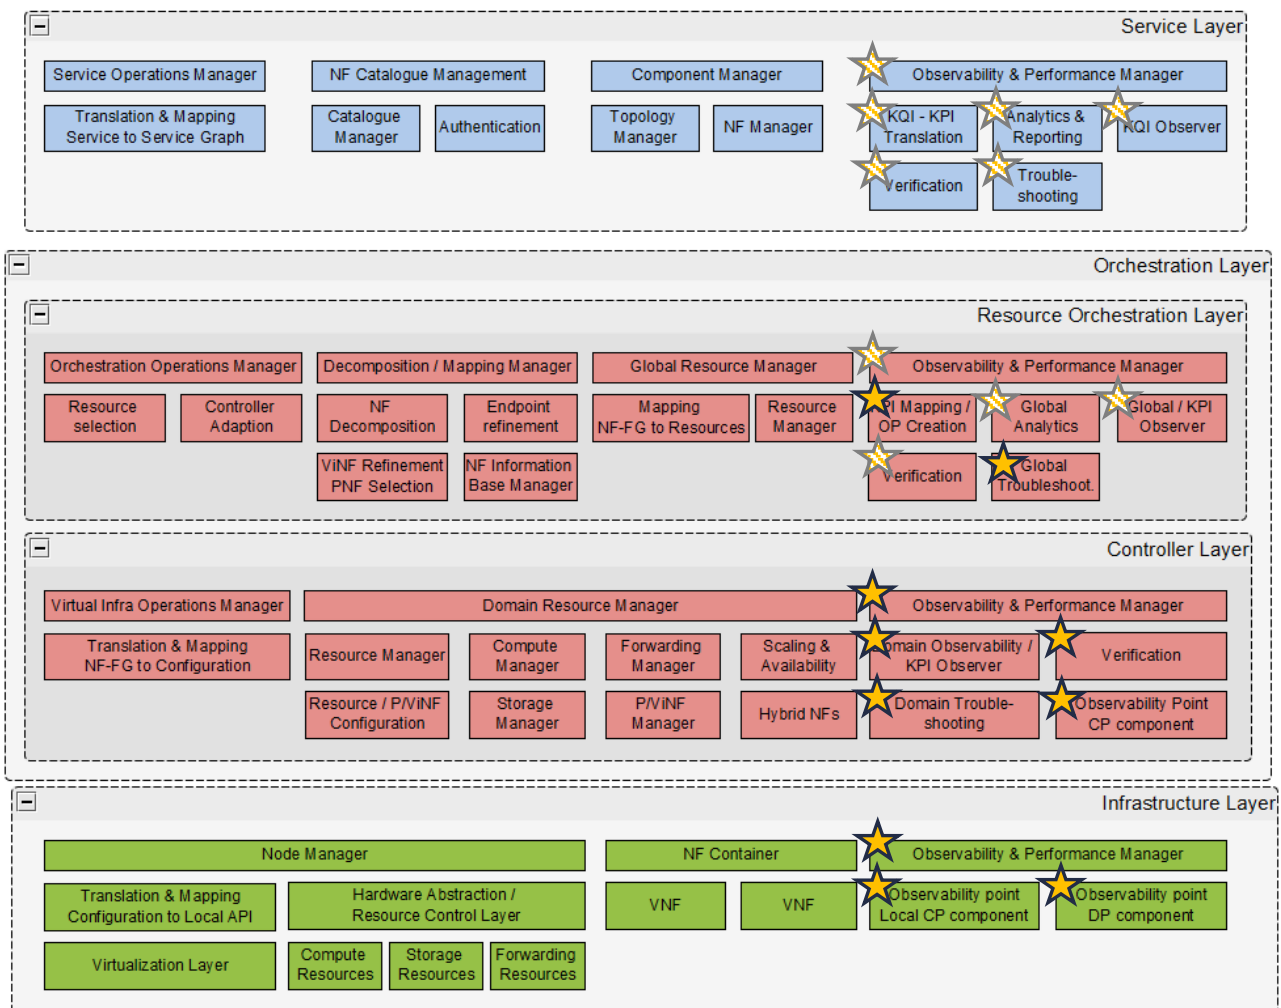 Service Layer
Service Operations Manager
NF Catalogue Management
Component Manager
Observability & Performance Manager
Translation & Mapping
Service to Service Graph
Catalogue
Manager
Authentication
Topology
Manager
NF Manager
KQI - KPI
Translation
Analytics &
Reporting
KQI Observer
Verification
Trouble-
shooting
Orchestration Layer
Resource Orchestration Layer
Orchestration Operations Manager
Decomposition / Mapping Manager
Global Resource Manager
Observability & Performance Manager
Resource
selection
Controller
Adaption
NF
Decomposition
Endpoint
refinement
Mapping
NF-FG to Resources
Resource
Manager
KPI Mapping /
OP Creation
Global
Analytics
Global / KPI
Observer
ViNF Refinement
PNF Selection
NF Information
Base Manager
Verification
Global
Troubleshoot.
Controller Layer
Virtual Infra Operations Manager
Domain Resource Manager
Observability & Performance Manager
Translation & Mapping
NF-FG to Configuration
Resource Manager
Compute
Manager
Forwarding
Manager
Scaling &
Availability
Domain Observability /
KPI Observer
Verification
Resource / P/ViNF
Configuration
Storage
Manager
P/ViNF
Manager
Hybrid NFs
Domain Trouble-
shooting
Observability Point
CP component
Infrastructure Layer
Node Manager
NF Container
Observability & Performance Manager
Translation & Mapping
Configuration to Local API
Hardware Abstraction /
Resource Control Layer
VNF
VNF
Observability point
Local CP component
Observability point
DP component
Virtualization Layer
Compute
Resources
Storage
Resources
Forwarding
Resources